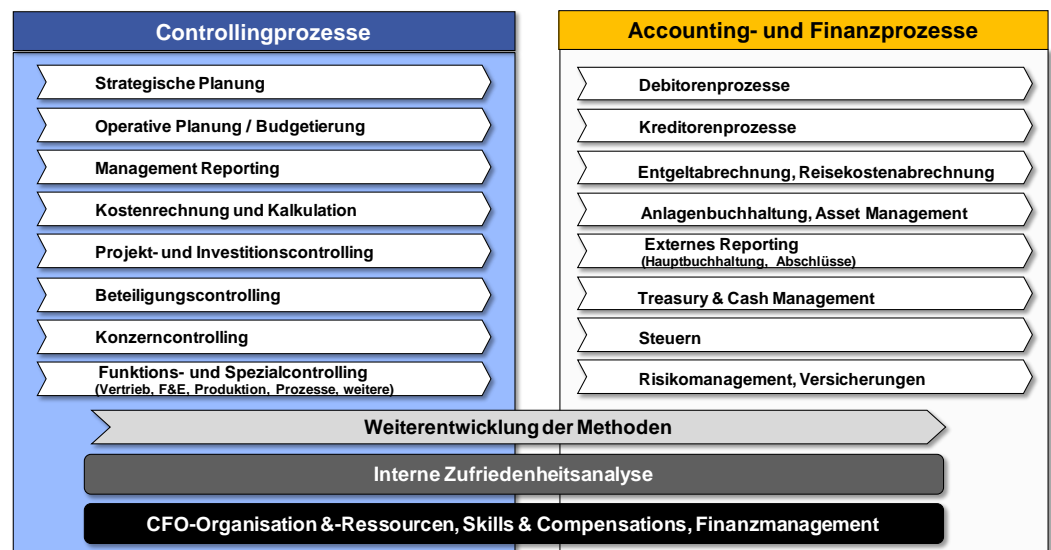 Controllingprozesse
Strategische Planung
Operative Planung / Budgetierung
Management Reporting
Kostenrechnung und Kalkulation
Projekt- und Investitionscontrolling
Beteiligungscontrolling
Konzerncontrolling
Funktions- und Spezialcontrolling
(Vertrieb, F&E, Produktion, Prozesse, weitere)
Accounting- und Finanzprozesse
Debitorenprozesse
Kreditorenprozesse
Entgeltabrechnung, Reisekostenabrechnung
Anlagenbuchhaltung, Asset Management
Externes Reporting
(Hauptbuchhaltung, Abschlüsse)
Treasury & Cash Management
Steuern
Risikomanagement, Versicherungen
Weiterentwicklung der Methoden
Interne Zufriedenheitsanalyse
CFO-Organisation &-Ressourcen, Skills & Compensations, Finanzmanagement